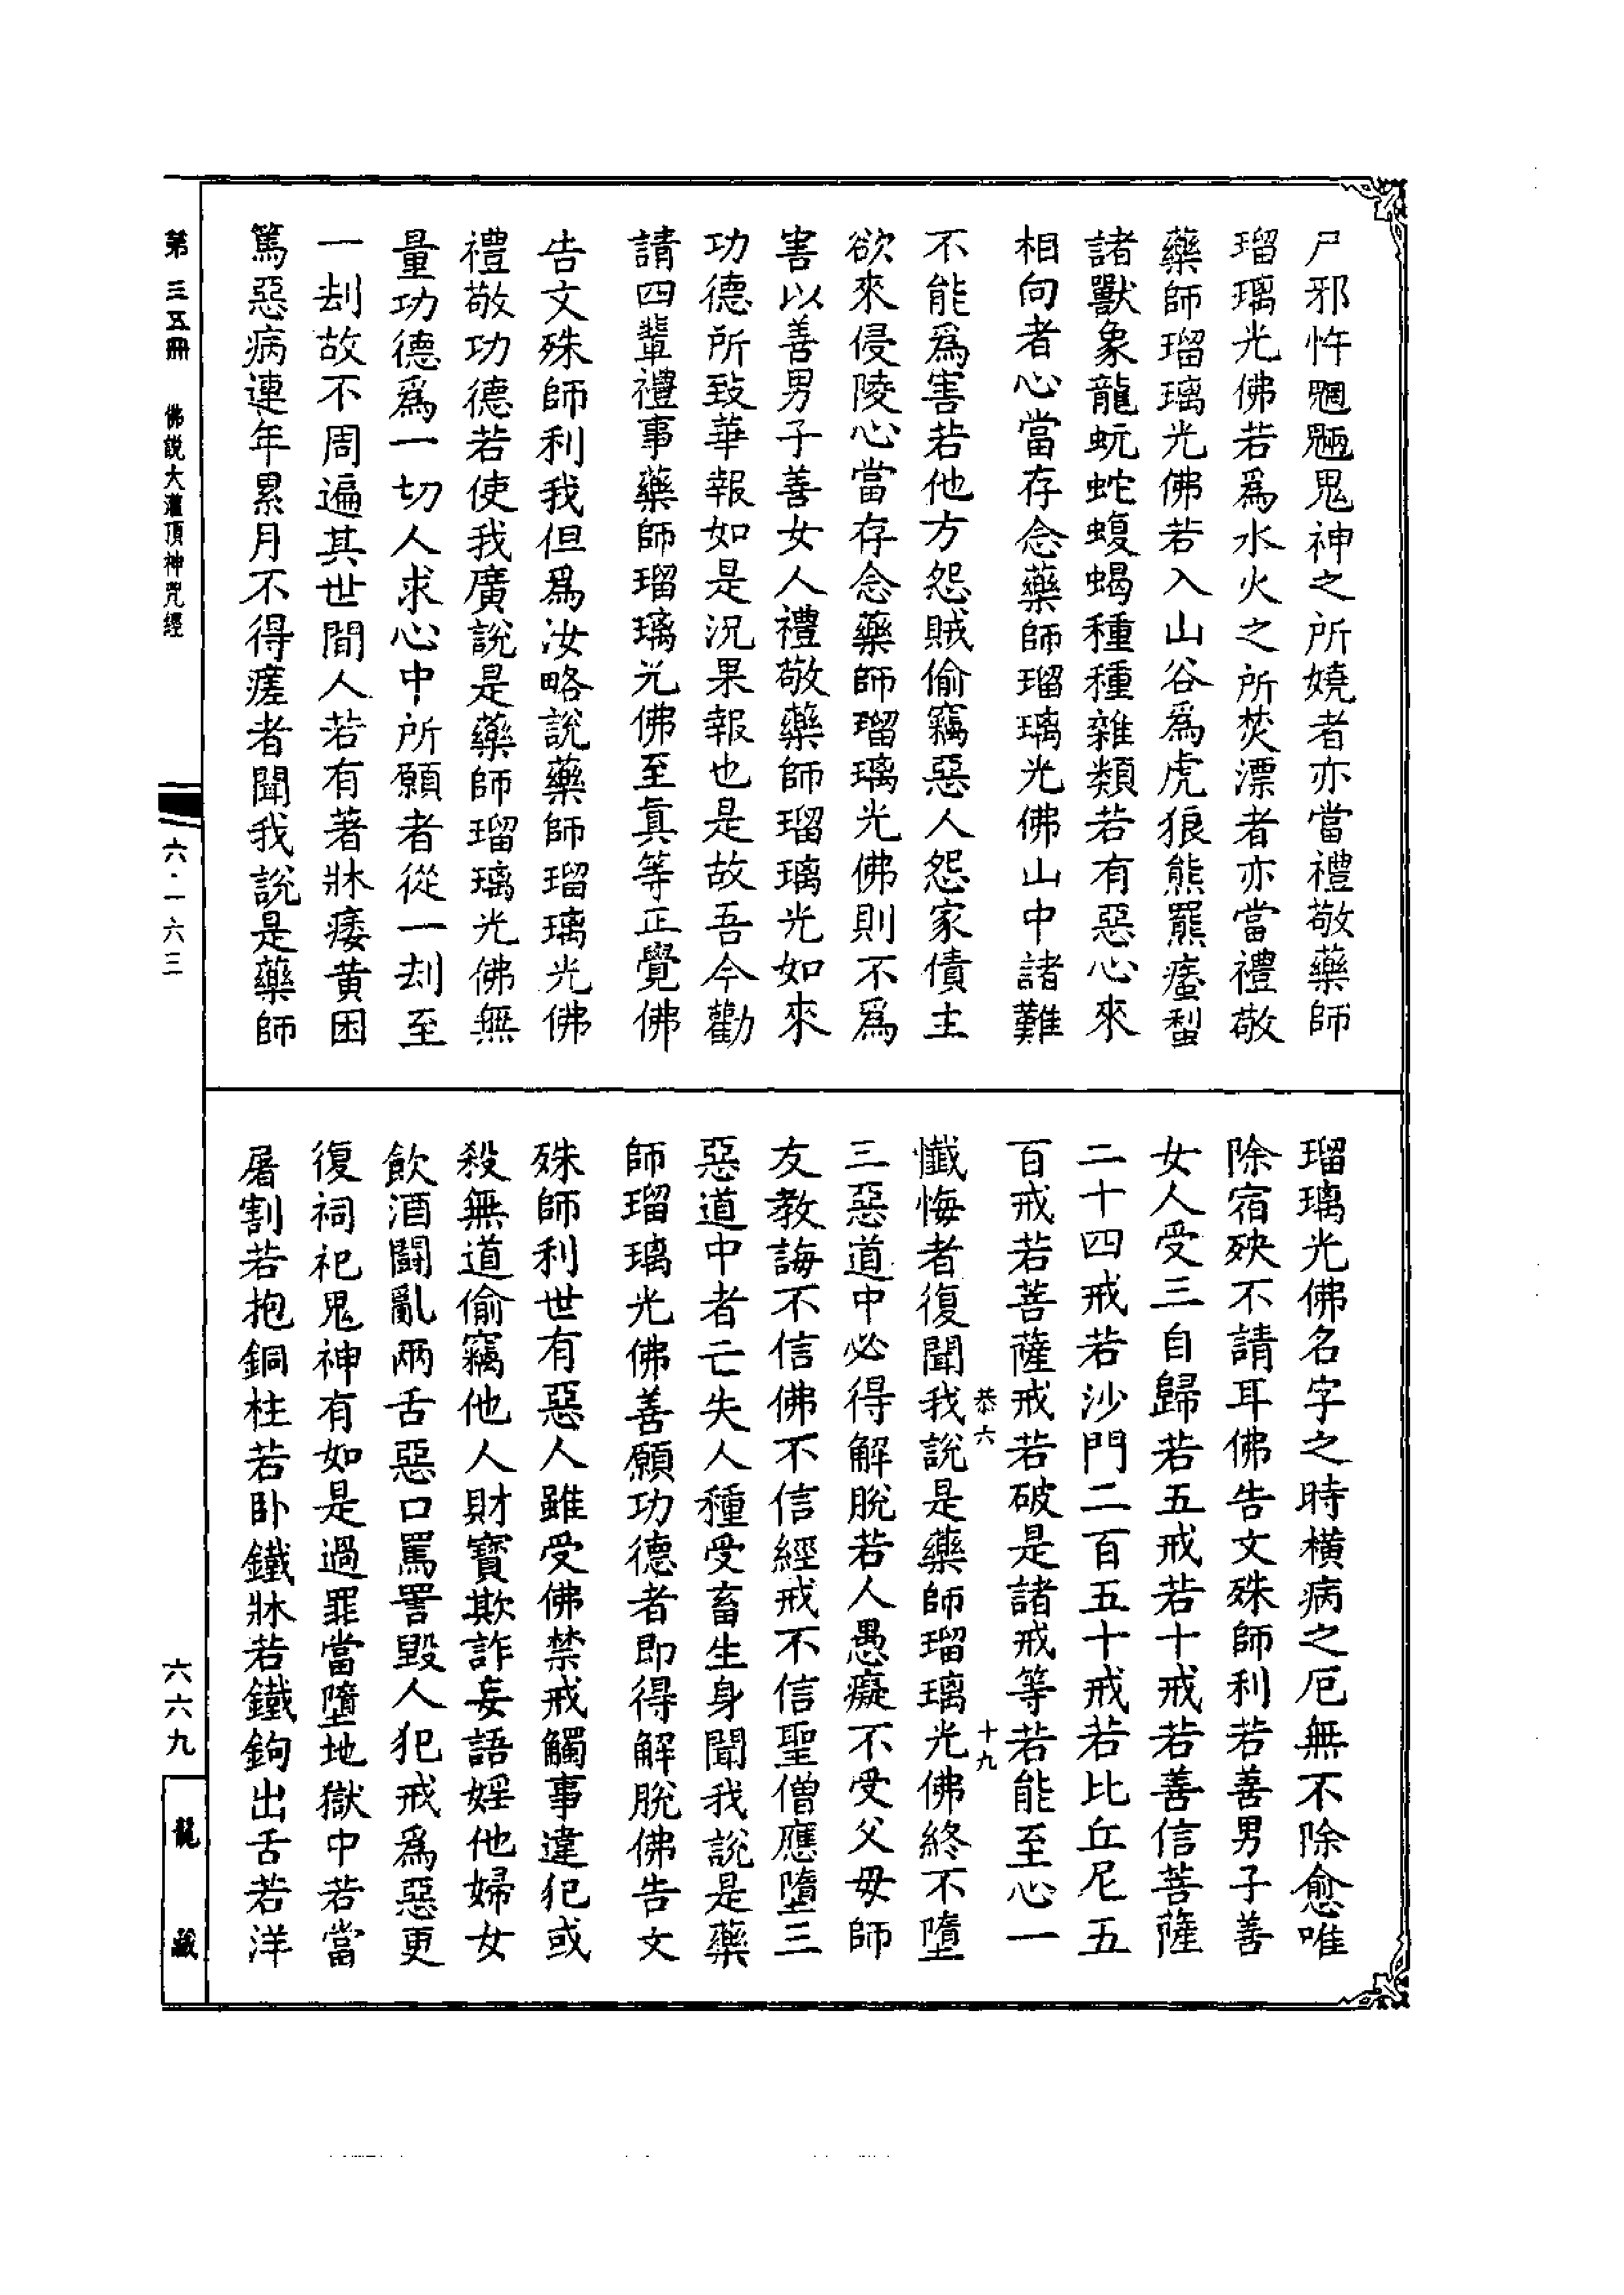 尸邪忤魍魎鬼神之所嬈者亦當禮敬藥師
瑠璃光佛若爲水火之所焚漂者亦當禮敬
藥師瑠璃光佛若入山谷爲虎狼熊羆蚤𧊅
諸獸象龍蚖蛇蝮蝎種種雜類若有惡心來
相向者心當存念藥師瑠璃光佛山中諸難
不能爲害若他方怨賊偷竊惡人怨家債主
欲來侵陵心當存念藥師瑠璃光佛則不爲
害以善男子善女人禮敬藥師瑠璃光如來
功德所致華報如是況果報也是故吾今勸
請四輩禮事藥師瑠璃光佛至真等正覺佛
告文殊師利我但爲汝略說藥師瑠璃光佛
禮敬功德若使我廣說是藥師瑠璃光佛無
量功德爲一切人求心中所願者從一刦至
一刦故不周遍其世間人若有著牀痿黄困
篤惡病連年累月不得瘥者聞我說是藥師
瑠璃光佛名字之時橫病之厄無不除愈唯
除宿殃不請耳佛告文殊師利若善男子善
女人受三自歸若五戒若十戒若善信菩薩
二十四戒若沙門二百五十戒若比丘尼五
百戒若菩薩戒若破是諸戒等若能至心一
恭六 十九
懺悔者復聞我說是藥師瑠璃光佛終不墮
三惡道中必得解脫若人愚癡不受父母師
友教誨不信佛不信經戒不信聖僧應墮三
惡道中者亡失人種受畜生身聞我說是藥
師瑠璃光佛善願功德者即得解脫佛告文
殊師利世有惡人雖受佛禁戒觸事違犯或
殺無道偷竊他人財寶欺詐妄語婬他婦女
飲酒鬪亂兩舌惡口罵詈毀人犯戒爲惡更
復祠祀鬼神有如是過罪當墮地獄中若當
屠割若抱銅柱若卧鐵牀若鐵鉤出舌若洋
第三五冊 佛說大灌頂神咒經
六·一六三
六六九
龍藏